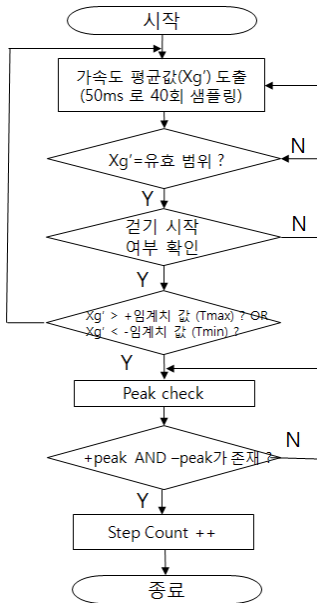 시작
가속도 평균값(Xg')도출
(50ms 로 40회 샘플링)
N
Xg'=유효 범위 ?
Y
걷기 시작
여부 확인
N
Y
Xg' > +임계치 값 (Tmax) ? OR
Xg' < -임계치 값 (Tmin) ?
Y
Peak check
+peak AND –peak가 존재 ?
N
Y
Step Count ++
종료